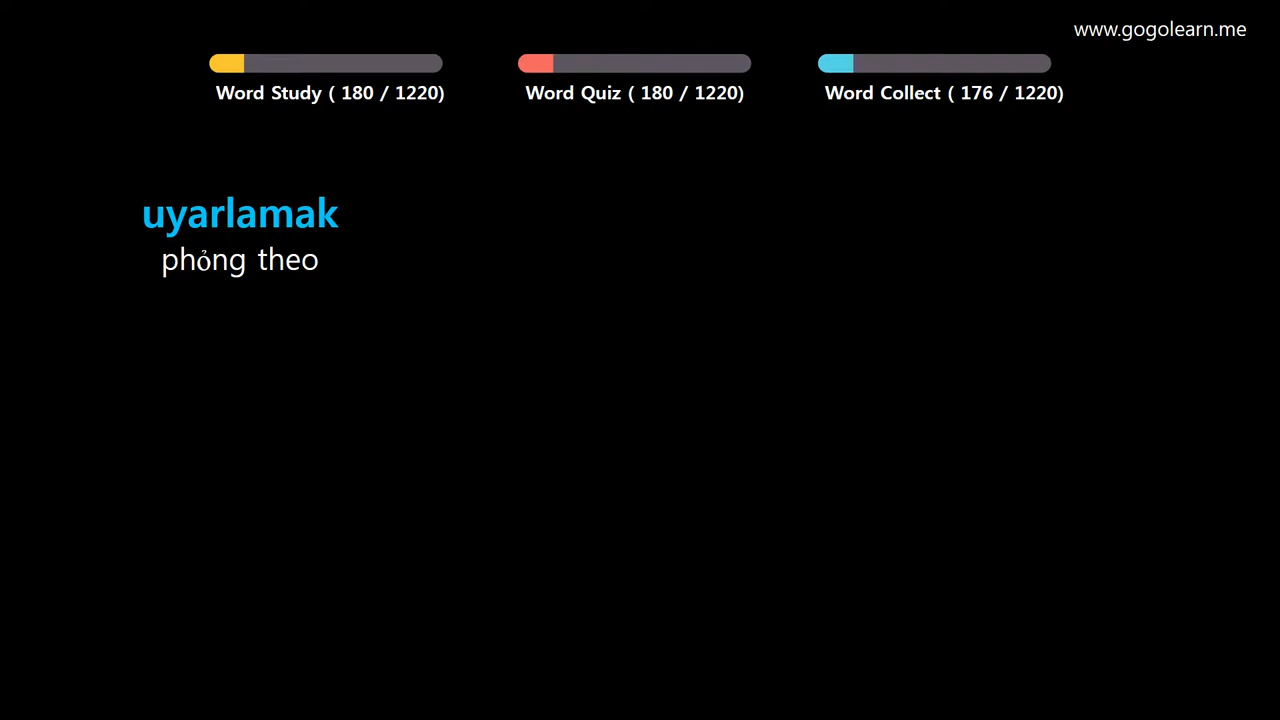 www.gogolearn.me
Word Study ( 180 / 1220)
Word Quiz ( 180 / 1220)
Word Collect ( 176 / 1220)
uyarlamak
phỏng theo